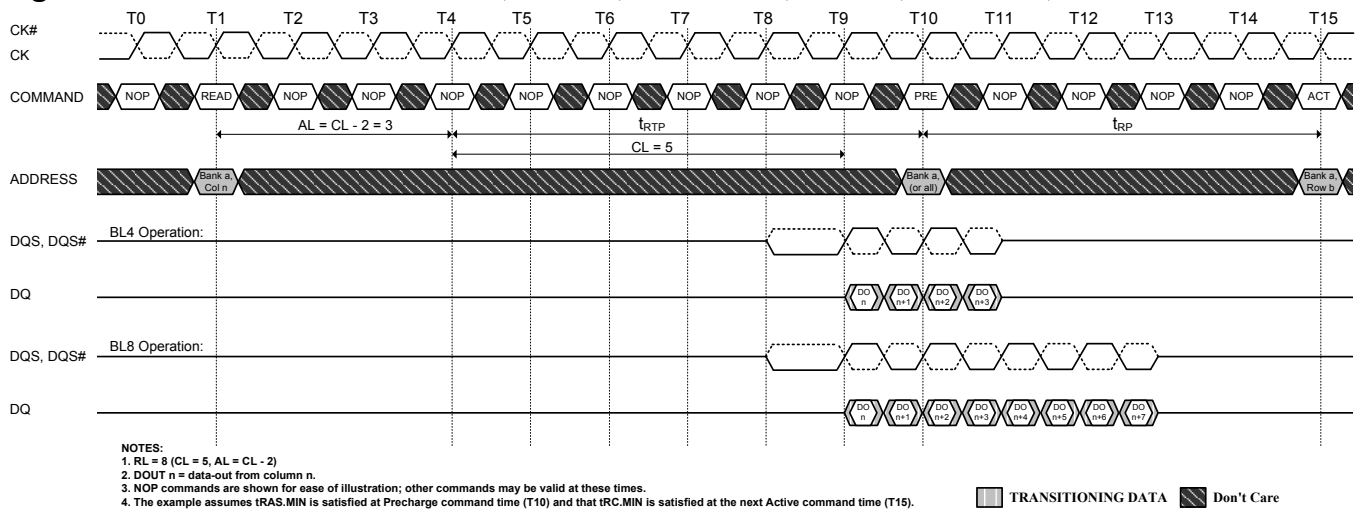 T0 T1 T2 T3 T4 T5 T6 T7 T8 T9 T10 T11 T12 T13 T14 T15
CK#
CK
COMMAND NOP READ NOP NOP NOP NOP NOP NOP NOP NOP PRE NOP NOP NOP NOP ACT
AL = CL - 2 = 3 tRTP tRP
CL = 5
ADDRESS Bank a, Col n Bank a, (or all) Bank a, Row b
BL4 Operation:
DQS, DQS#
DQ DO n DO n+1 DO n+2 DO n+3
BL8 Operation:
DQS, DQS#
DQ DO n DO n+1 DO n+2 DO n+3 DO n+4 DO n+5 DO n+6 DO n+7
NOTES:
1. RL = 8 (CL = 5, AL = CL - 2)
2. DOUT n = data-out from column n.
3. NOP commands are shown for ease of illustration; other commands may be valid at these times.
4. The example assumes tRAS.MIN is satisfied at Precharge command time (T10) and that tRC.MIN is satisfied at the next Active command time (T15).
TRANSITIONING DATA Don't Care